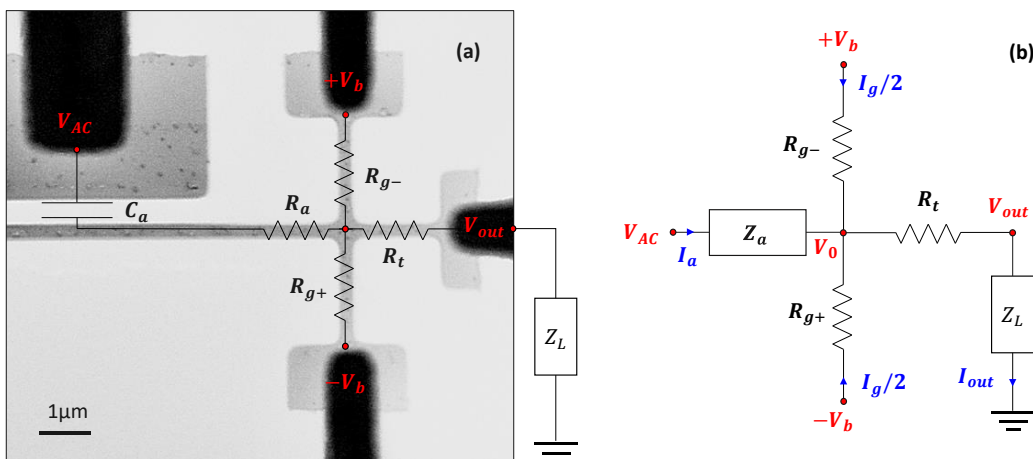 (a)
+V_b
V_AC
R_g−
C_a
R_a
V_out
R_t
R_g+
Z_L
−V_b
1μm
(b)
+V_b
I_g/2
R_g−
R_t
V_out
V_AC
Z_a
V_0
I_a
R_g+
Z_L
I_g/2
I_out
−V_b